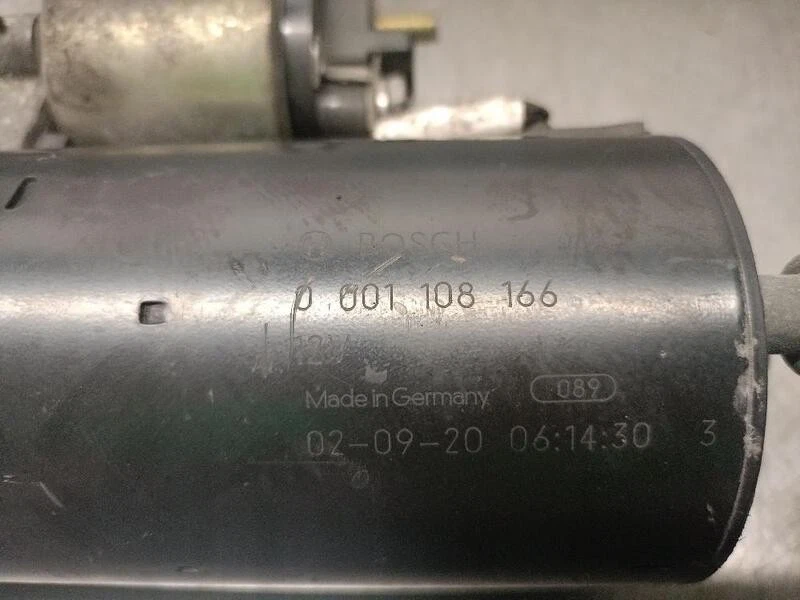 BOSCH
0 001 108 166
12V
Made in Germany
089
02-09-20 06:14:30 3